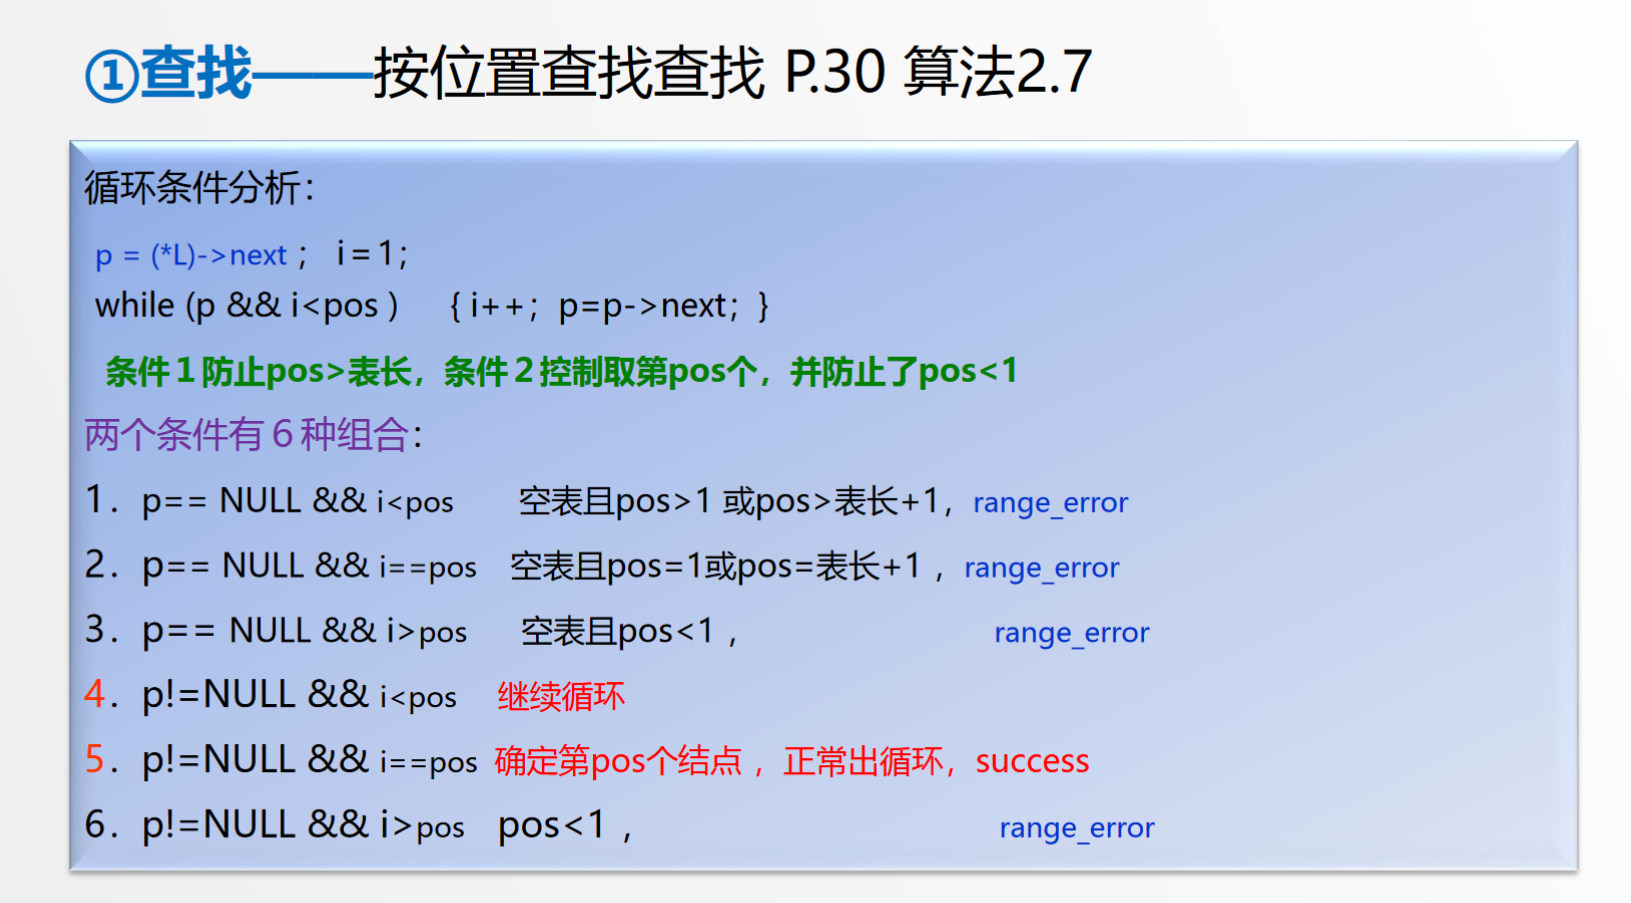 ①查找——按位置查找查找 P.30 算法2.7
循环条件分析：
p = (*L)->next ； i＝1；
while (p && i<pos ) { i++；p=p->next；}
条件１防止pos>表长，条件２控制取第pos个，并防止了pos<1
两个条件有６种组合：
1．p== NULL && i<pos 空表且pos>1 或pos>表长+1，range_error
2．p== NULL && i==pos 空表且pos=1或pos=表长+1 ，range_error
3．p== NULL && i>pos 空表且pos<1 ， range_error
4．p!=NULL && i<pos 继续循环
5．p!=NULL && i==pos 确定第pos个结点 ，正常出循环，success
6．p!=NULL && i>pos pos<1 ， range_error